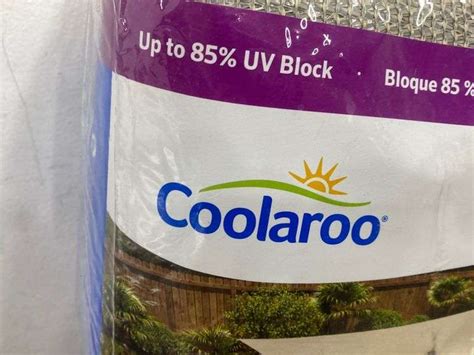 Up to 85% UV Block · Bloque 85 %
Coolaroo®